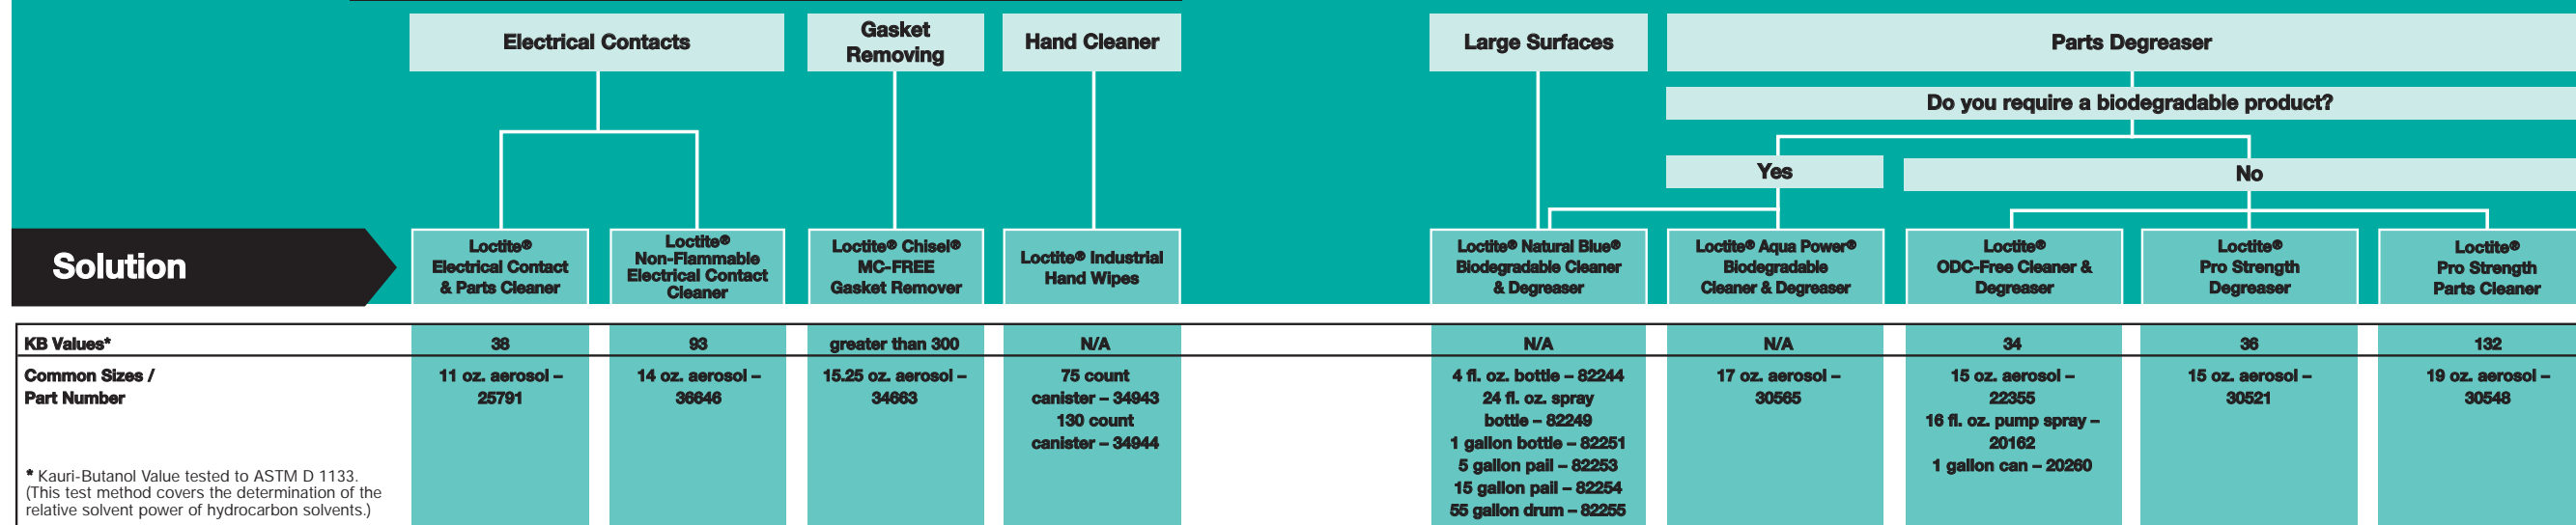 Electrical Contacts
Gasket
Removing
Hand Cleaner
Large Surfaces
Parts Degreaser
Do you require a biodegradable product?
Yes
No
Solution
Loctite®
Electrical Contact
& Parts Cleaner
Loctite®
Non-Flammable
Electrical Contact
Cleaner
Loctite® Chisel®
MC-FREE
Gasket Remover
Loctite® Industrial
Hand Wipes
Loctite® Natural Blue®
Biodegradable Cleaner
& Degreaser
Loctite® Aqua Power®
Biodegradable
Cleaner & Degreaser
Loctite®
ODC-Free Cleaner &
Degreaser
Loctite®
Pro Strength
Degreaser
Loctite®
Pro Strength
Parts Cleaner
KB Values*
38
93
greater than 300
N/A
N/A
N/A
34
36
132
Common Sizes /
Part Number
11 oz. aerosol –
25791
14 oz. aerosol –
36646
15.25 oz. aerosol –
34663
75 count
canister – 34943
130 count
canister – 34944
4 fl. oz. bottle – 82244
24 fl. oz. spray
bottle – 82249
1 gallon bottle – 82251
5 gallon pail – 82253
15 gallon pail – 82254
55 gallon drum – 82255
17 oz. aerosol –
30565
15 oz. aerosol –
22355
16 fl. oz. pump spray –
20162
1 gallon can – 20260
15 oz. aerosol –
30521
19 oz. aerosol –
30548
* Kauri-Butanol Value tested to ASTM D 1133.
(This test method covers the determination of the
relative solvent power of hydrocarbon solvents.)